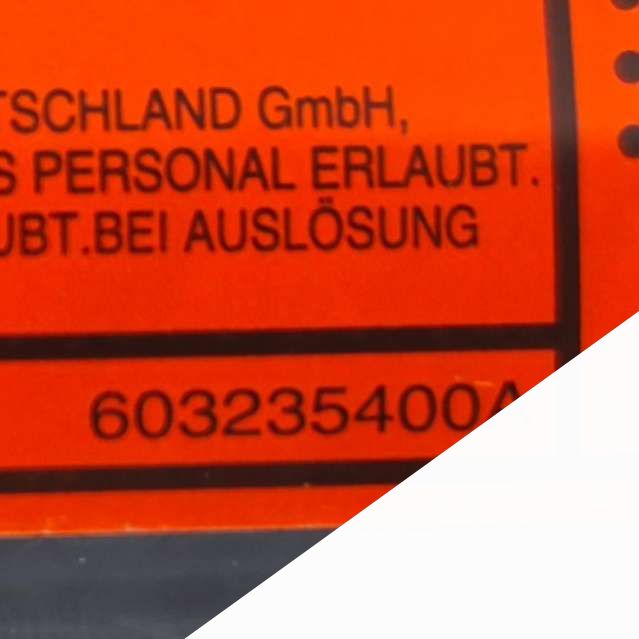 TSCHLAND GmbH,
S PERSONAL ERLAUBT.
UBT.BEI AUSLÖSUNG
603235400A